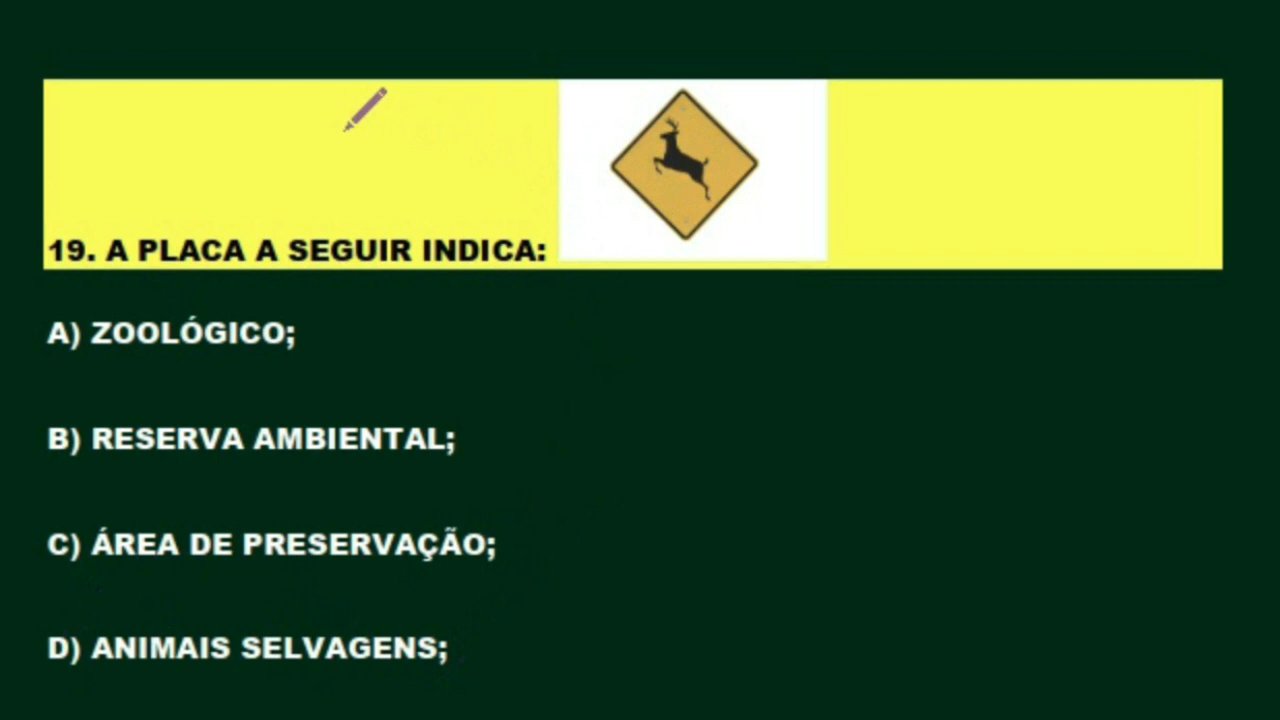 19. A PLACA A SEGUIR INDICA:
A) ZOOLÓGICO;
B) RESERVA AMBIENTAL;
C) ÁREA DE PRESERVAÇÃO;
D) ANIMAIS SELVAGENS;